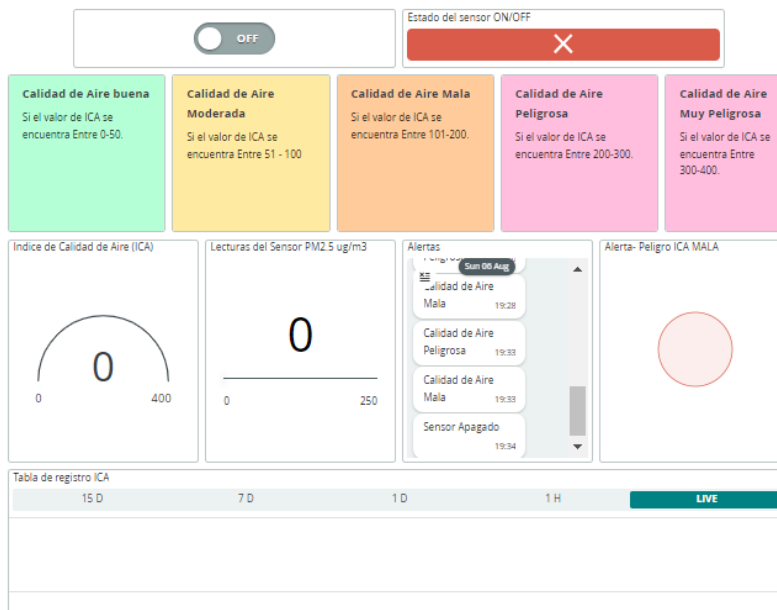 OFF
Estado del sensor ON/OFF
Calidad de Aire buena
Si el valor de ICA se
encuentra Entre 0-50.
Calidad de Aire
Moderada
Si el valor de ICA se
encuentra Entre 51 - 100
Calidad de Aire Mala
Si el valor de ICA se
encuentra Entre 101-200.
Calidad de Aire
Peligrosa
Si el valor de ICA se
encuentra Entre 200-300.
Calidad de Aire
Muy Peligrosa
Si el valor de ICA se
encuentra Entre
300-400.
Indice de Calidad de Aire (ICA)
0
0 400
Lecturas del Sensor PM2.5 ug/m3
0
0 250
Alertas
Peligrosa
Sun 06 Aug
Calidad de Aire
Mala 19:28
Calidad de Aire
Peligrosa 19:33
Calidad de Aire
Mala 19:33
Sensor Apagado
19:34
Alerta- Peligro ICA MALA
Tabla de registro ICA
15 D 7 D 1 D 1 H LIVE